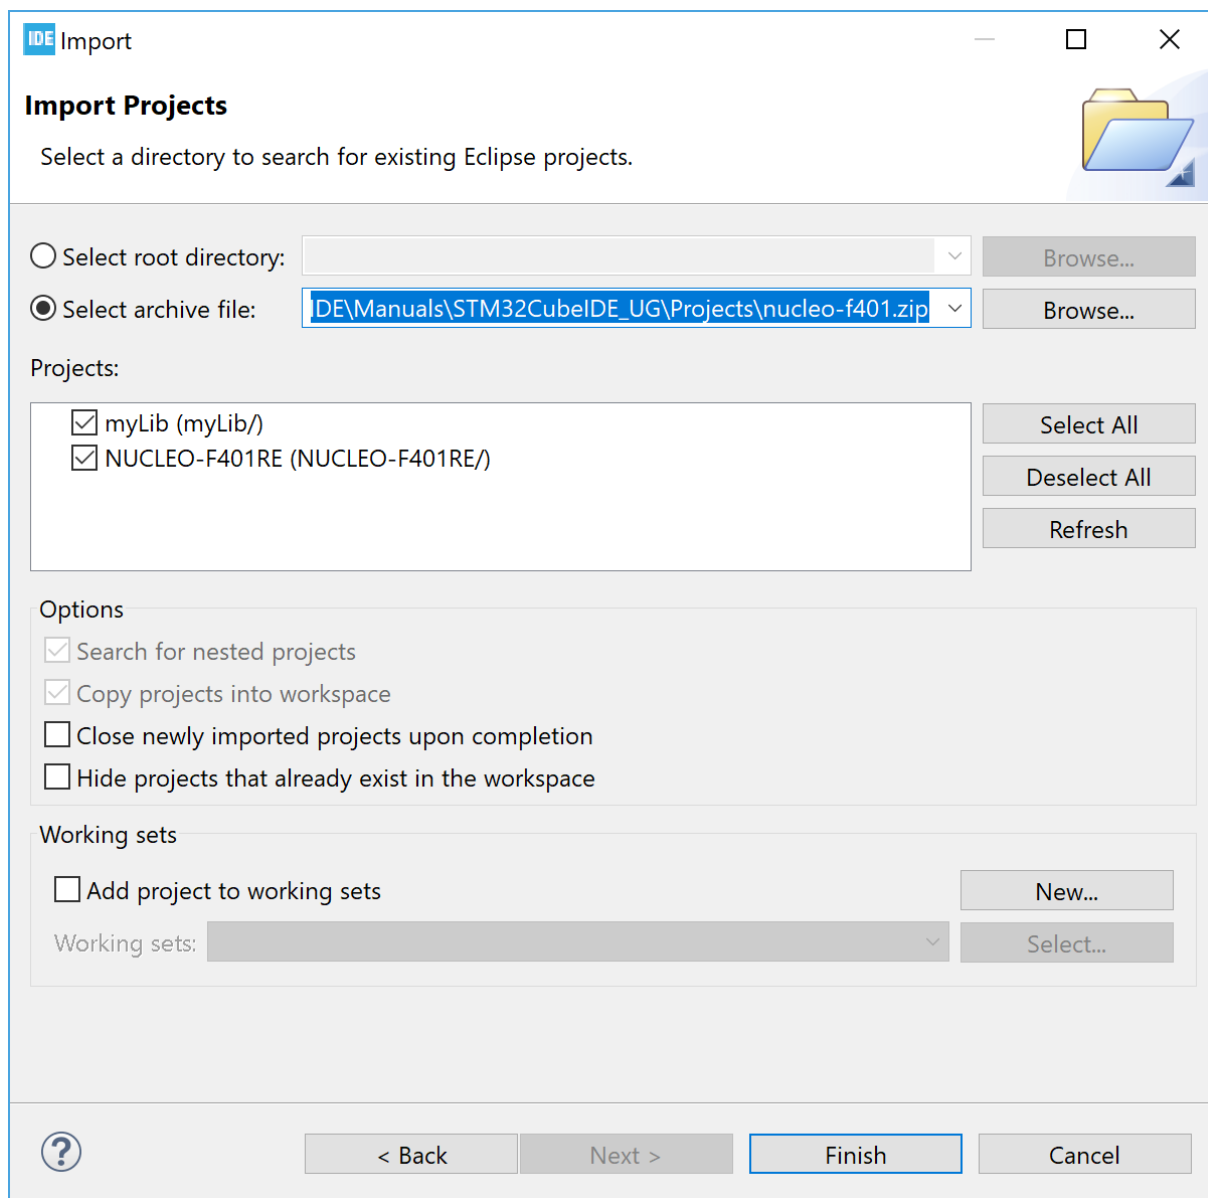 IDE Import
Import Projects
Select a directory to search for existing Eclipse projects.
Select root directory: Browse...
Select archive file: IDE\Manuals\STM32CubeIDE_UG\Projects\nucleo-f401.zip Browse...
Projects:
myLib (myLib/) Select All
NUCLEO-F401RE (NUCLEO-F401RE/)
Deselect All
Refresh
Options
Search for nested projects
Copy projects into workspace
Close newly imported projects upon completion
Hide projects that already exist in the workspace
Working sets
Add project to working sets New...
Working sets: Select...
? < Back Next > Finish Cancel